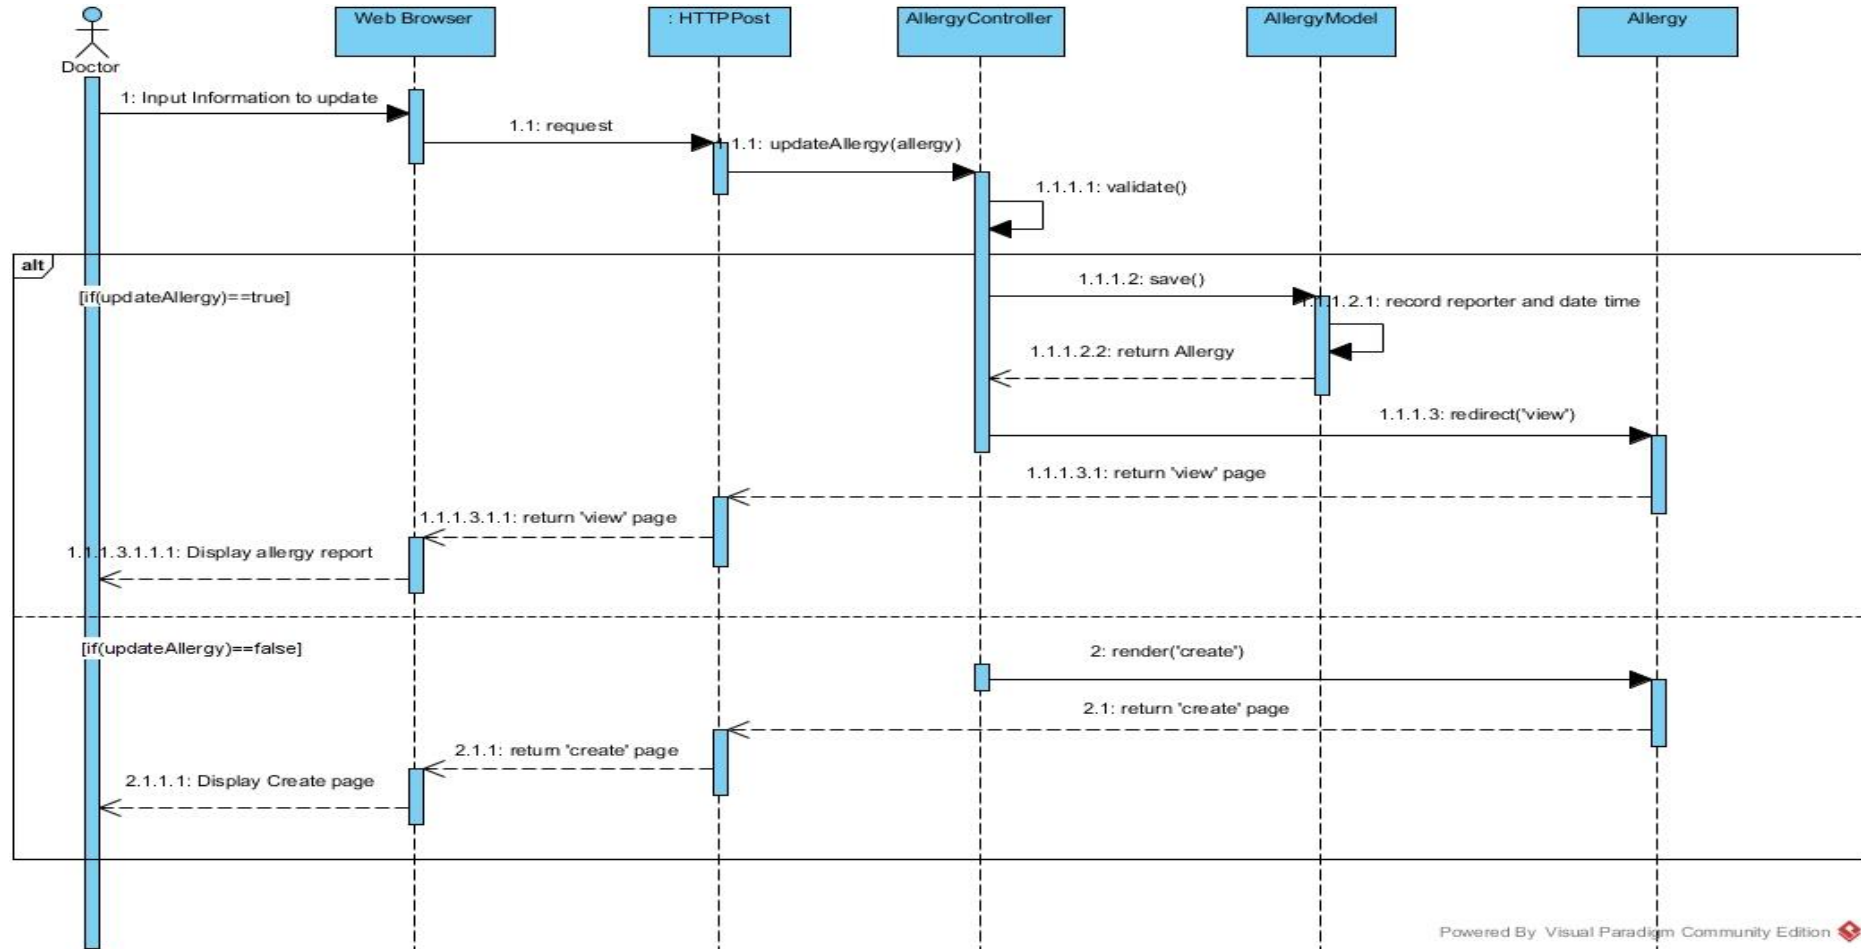 Web Browser
: HTTPPost
AllergyController
AllergyModel
Allergy
Doctor
1: Input Information to update
1.1: request
1.1: updateAllergy(allergy)
1.1.1.1: validate()
alt
[if(updateAllergy)==true]
1.1.1.2: save()
1.1.1.2.1: record reporter and date time
1.1.1.2.2: return Allergy
1.1.1.3: redirect('view')
1.1.1.3.1: return 'view' page
1.1.1.3.1.1: return 'view' page
1.1.1.3.1.1.1: Display allergy report
[if(updateAllergy)==false]
2: render('create')
2.1: return 'create' page
2.1.1: return 'create' page
2.1.1.1: Display Create page
Powered By Visual Paradigm Community Edition